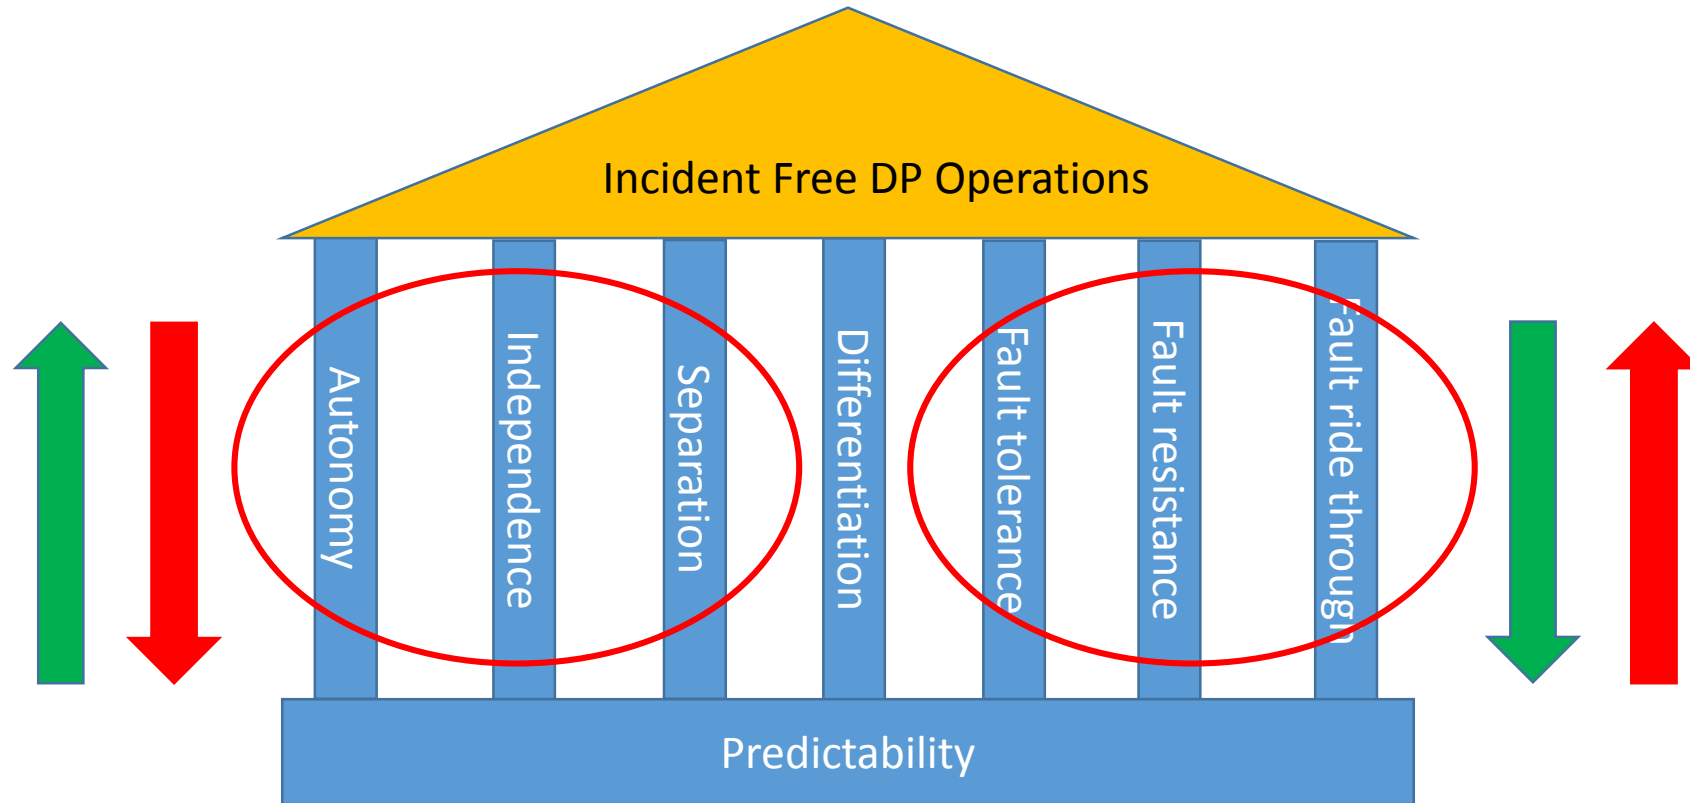 Incident Free DP Operations
Autonomy
Independence
Separation
Differentiation
Fault tolerance
Fault resistance
Fault ride through
Predictability